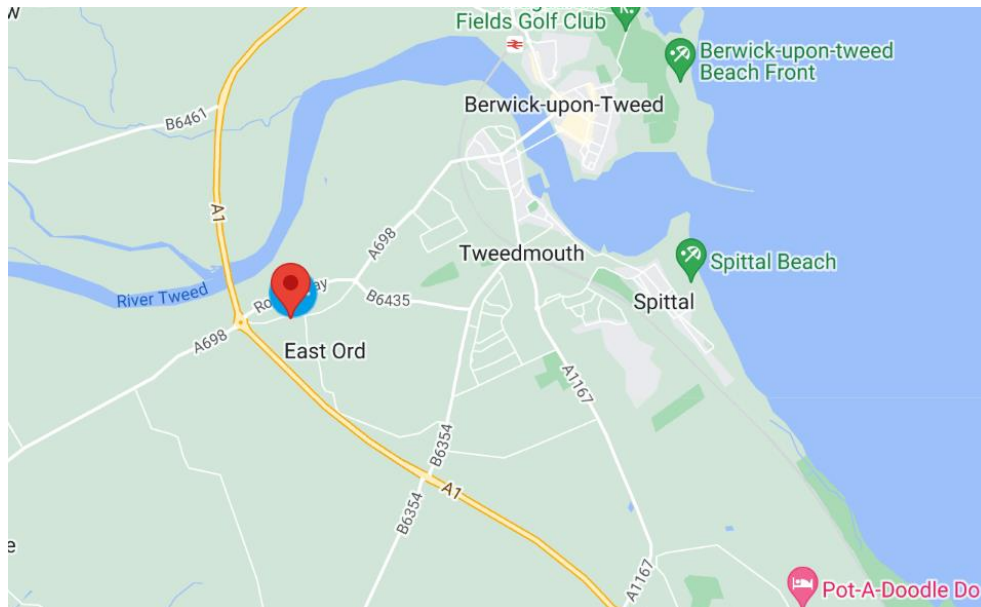 Fields Golf Club
Berwick-upon-tweed
Beach Front
Berwick-upon-Tweed
B6461
A1
A698
Tweedmouth
Spittal Beach
River Tweed
B6435
Spittal
A698
East Ord
A1167
B6354
A1
B6354
A1167
Pot-A-Doodle Do